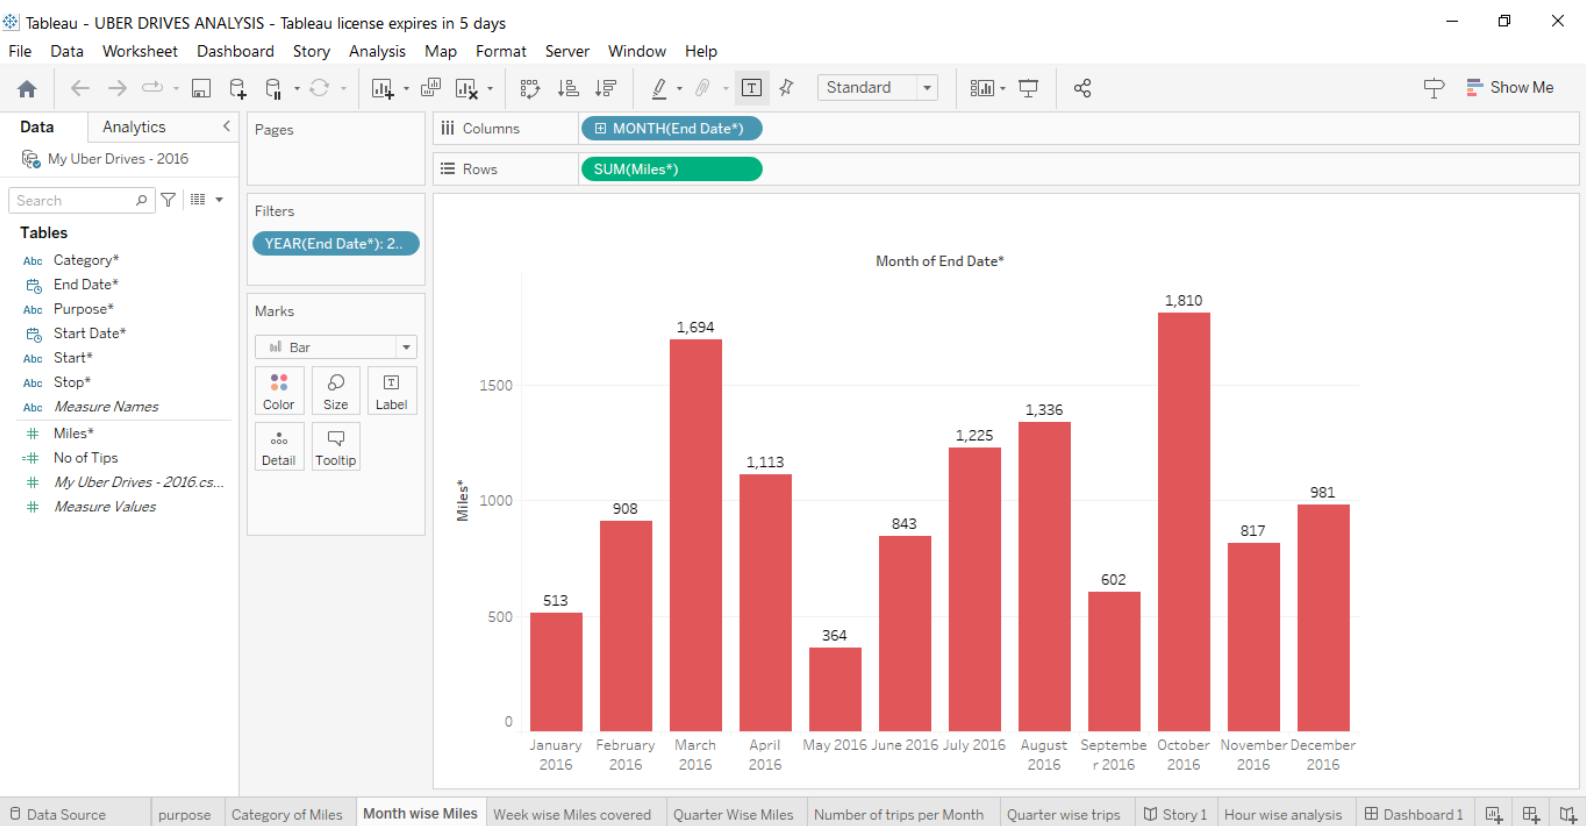 Tableau - UBER DRIVES ANALYSIS - Tableau license expires in 5 days
File Data Worksheet Dashboard Story Analysis Map Format Server Window Help
Standard
Show Me
Data Analytics
My Uber Drives - 2016
Search
Tables
Abc Category*
End Date*
Abc Purpose*
Start Date*
Abc Start*
Abc Stop*
Abc Measure Names
# Miles*
=# No of Tips
# My Uber Drives - 2016.cs...
# Measure Values
Pages
Filters
YEAR(End Date*): 2..
Marks
Bar
Color Size Label
Detail Tooltip
Columns MONTH(End Date*)
Rows SUM(Miles*)
Month of End Date*
Miles*
1500
1000
500
0
513
908
1,694
1,113
364
843
1,225
1,336
602
1,810
817
981
January
2016
February
2016
March
2016
April
2016
May 2016
June 2016
July 2016
August
2016
Septembe
r 2016
October
2016
November
2016
December
2016
Data Source purpose Category of Miles Month wise Miles Week wise Miles covered Quarter Wise Miles Number of trips per Month Quarter wise trips Story 1 Hour wise analysis Dashboard 1